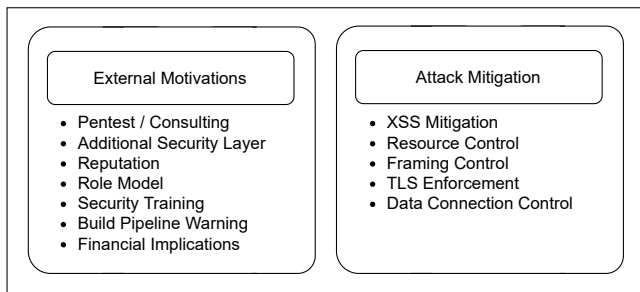 External Motivations
• Pentest / Consulting
• Additional Security Layer
• Reputation
• Role Model
• Security Training
• Build Pipeline Warning
• Financial Implications
Attack Mitigation
• XSS Mitigation
• Resource Control
• Framing Control
• TLS Enforcement
• Data Connection Control